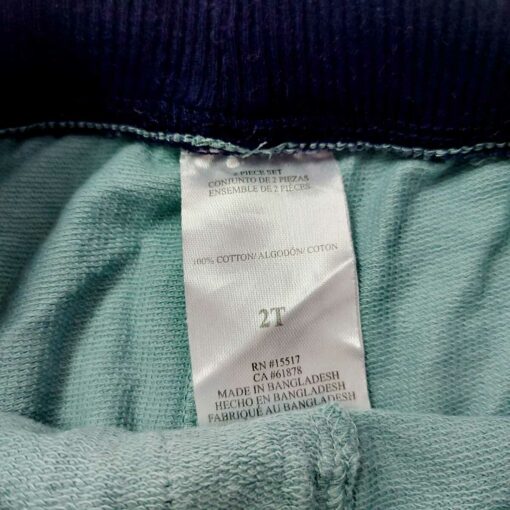 2 PIECE SET
CONJUNTO DE 2 PIEZAS
ENSEMBLE DE 2 PIÈCES
100% COTTON/ALGODÓN/COTON
2T
RN #15517
CA #61878
MADE IN BANGLADESH
HECHO EN BANGLADESH
FABRIQUÉ AU BANGLADESH